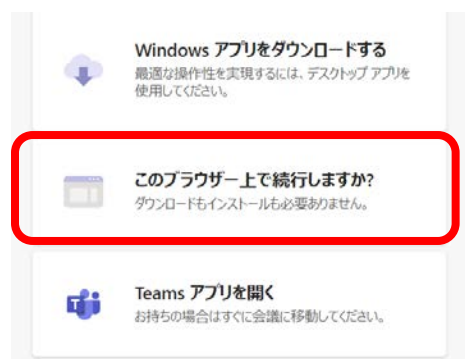 Windows アプリをダウンロードする
最適な操作性を実現するには、デスクトップ アプリを
使用してください。
このブラウザー上で続行しますか?
ダウンロードもインストールも必要ありません。
Teams アプリを開く
お持ちの場合はすぐに会議に移動してください。